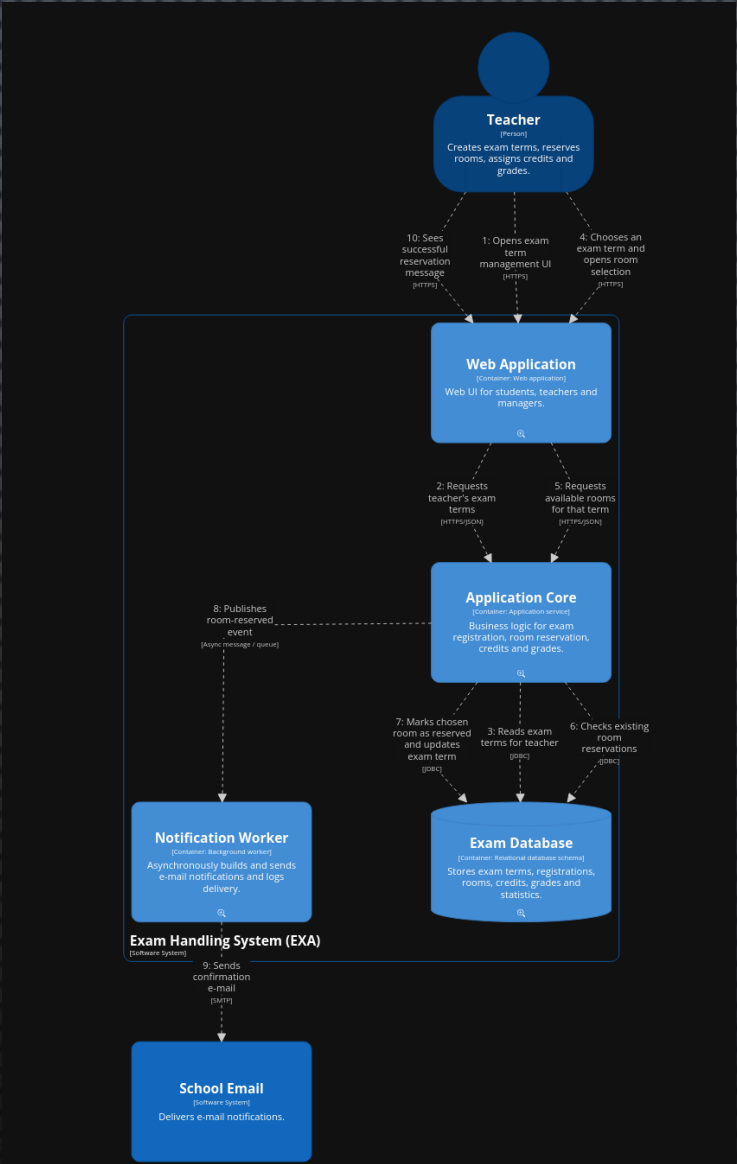 Teacher
[Person]
Creates exam terms, reserves
rooms, assigns credits and
grades.
10: Sees
successful
reservation
message
[HTTPS]
1: Opens exam
term
management UI
[HTTPS]
4: Chooses an
exam term and
opens room
selection
[HTTPS]
Web Application
[Container: Web application]
Web UI for students, teachers and
managers.
2: Requests
teacher's exam
terms
[HTTPS/JSON]
5: Requests
available rooms
for that term
[HTTPS/JSON]
Application Core
[Container: Application service]
Business logic for exam
registration, room reservation,
credits and grades.
8: Publishes
room-reserved
event
[Async message / queue]
7: Marks chosen
room as reserved
and updates
exam term
[JDBC]
3: Reads exam
terms for teacher
[JDBC]
6: Checks existing
room
reservations
[JDBC]
Notification Worker
[Container: Background worker]
Asynchronously builds and sends
e-mail notifications and logs
delivery.
Exam Database
[Container: Relational database schema]
Stores exam terms, registrations,
rooms, credits, grades and
statistics.
Exam Handling System (EXA)
[Software System]
9: Sends
confirmation
e-mail
[SMTP]
School Email
[Software System]
Delivers e-mail notifications.